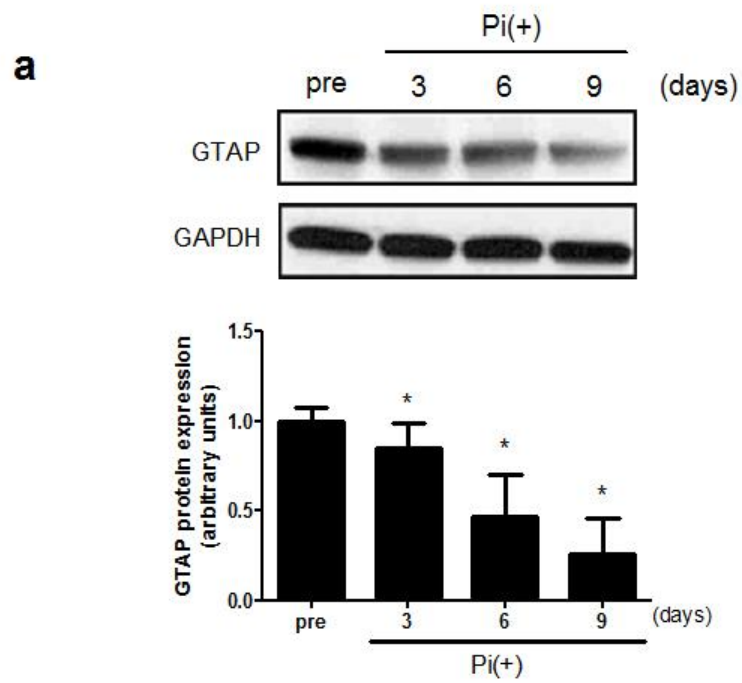 a
Pi(+)
pre 3 6 9 (days)
GTAP
GAPDH
GTAP protein expression
(arbitrary units)
1.5
1.0
0.5
0.0
* * *
pre 3 6 9 (days)
Pi(+)